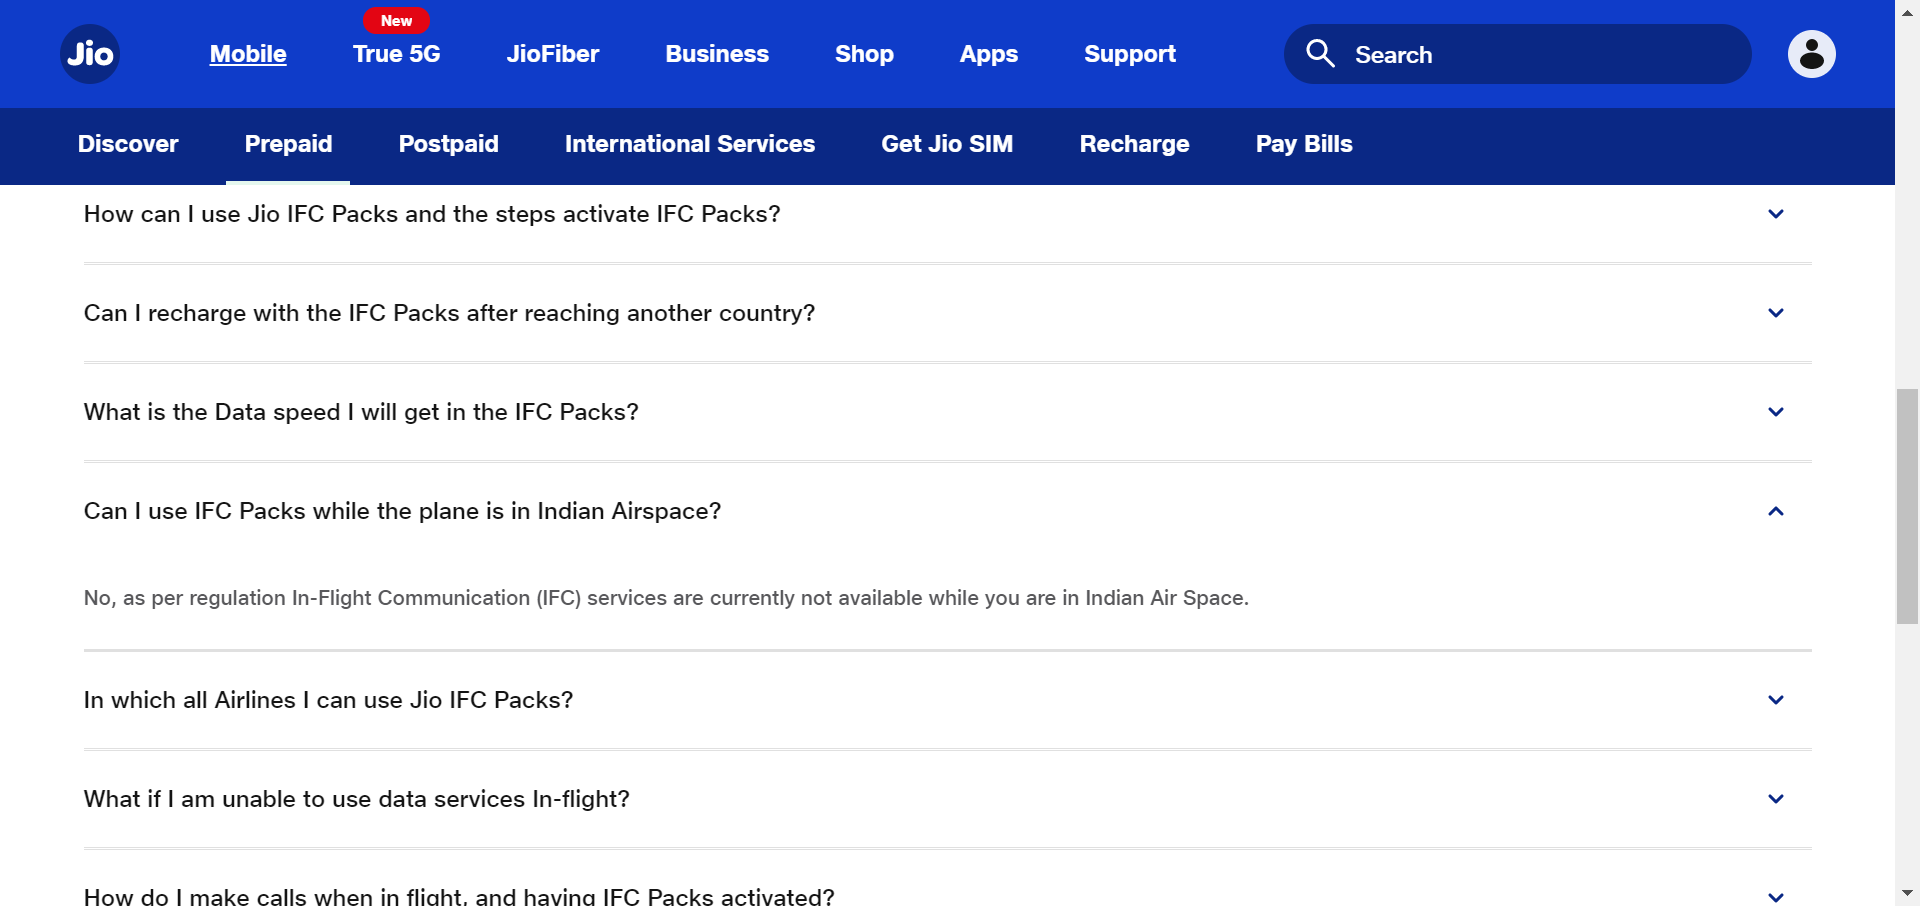 New
Jio Mobile True 5G JioFiber Business Shop Apps Support Search
Discover Prepaid Postpaid International Services Get Jio SIM Recharge Pay Bills
How can I use Jio IFC Packs and the steps activate IFC Packs?
Can I recharge with the IFC Packs after reaching another country?
What is the Data speed I will get in the IFC Packs?
Can I use IFC Packs while the plane is in Indian Airspace?
No, as per regulation In-Flight Communication (IFC) services are currently not available while you are in Indian Air Space.
In which all Airlines I can use Jio IFC Packs?
What if I am unable to use data services In-flight?
How do I make calls when in flight, and having IFC Packs activated?